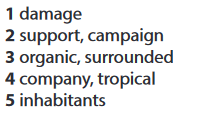 1 damage
2 support, campaign
3 organic, surrounded
4 company, tropical
5 inhabitants